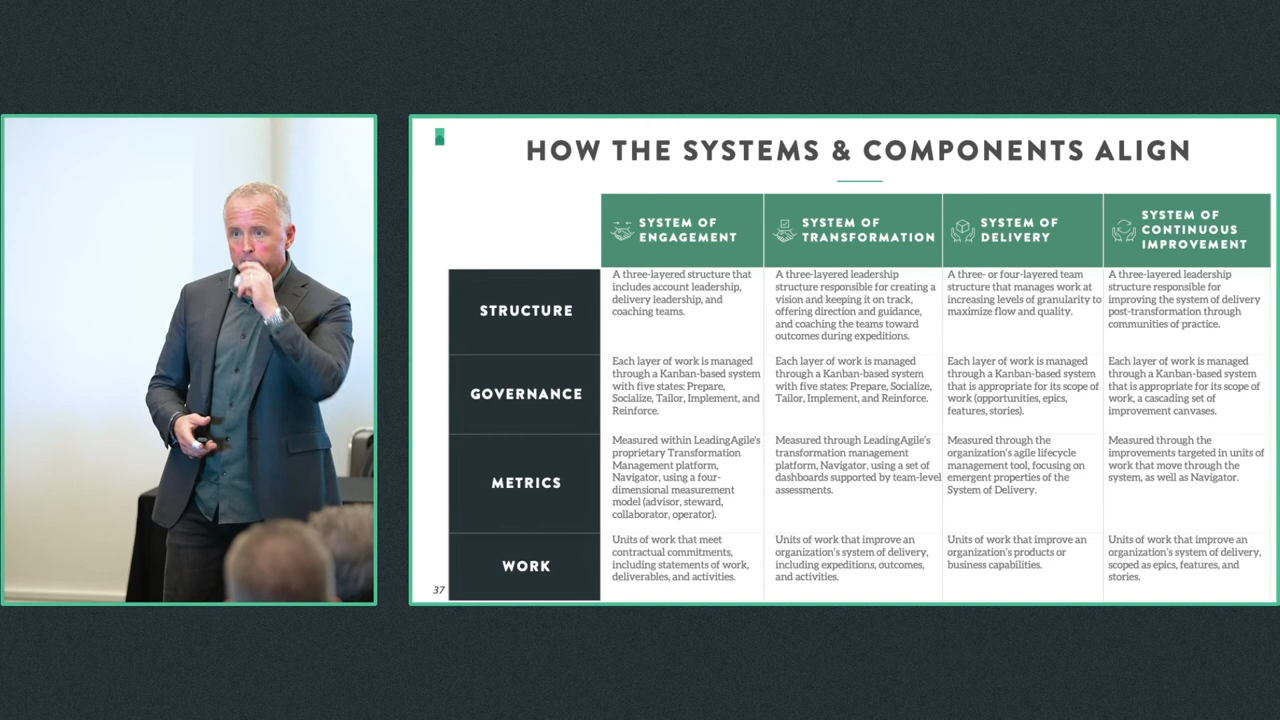 HOW THE SYSTEMS & COMPONENTS ALIGN
SYSTEM OF
ENGAGEMENT
SYSTEM OF
TRANSFORMATION
SYSTEM OF
DELIVERY
SYSTEM OF
CONTINUOUS
IMPROVEMENT
STRUCTURE
A three-layered structure that
includes account leadership,
delivery leadership, and
coaching teams.
A three-layered leadership
structure responsible for creating a
vision and keeping it on track,
offering direction and guidance,
and coaching the teams toward
outcomes during expeditions.
A three- or four-layered team
structure that manages work at
increasing levels of granularity to
maximize flow and quality.
A three-layered leadership
structure responsible for
improving the system of delivery
post-transformation through
communities of practice.
GOVERNANCE
Each layer of work is managed
through a Kanban-based system
with five states: Prepare,
Socialize, Tailor, Implement, and
Reinforce.
Each layer of work is managed
through a Kanban-based system
with five states: Prepare, Socialize,
Tailor, Implement, and Reinforce.
Each layer of work is managed
through a Kanban-based system
that is appropriate for its scope of
work (opportunities, epics,
features, stories).
Each layer of work is managed
through a Kanban-based system
that is appropriate for its scope of
work, a cascading set of
improvement canvases.
METRICS
Measured within LeadingAgile's
proprietary Transformation
Management platform,
Navigator, using a four-
dimensional measurement
model (advisor, steward,
collaborator, operator).
Measured through LeadingAgile's
transformation management
platform, Navigator, using a set of
dashboards supported by team-level
assessments.
Measured through the
organization's agile lifecycle
management tool, focusing on
emergent properties of the
System of Delivery.
Measured through the
improvements targeted in units of
work that move through the
system, as well as Navigator.
WORK
Units of work that meet
contractual commitments,
including statements of work,
deliverables, and activities.
Units of work that improve an
organization's system of delivery,
including expeditions, outcomes,
and activities.
Units of work that improve an
organization's products or
business capabilities.
Units of work that improve an
organization's system of delivery,
scoped as epics, features, and
stories.
37